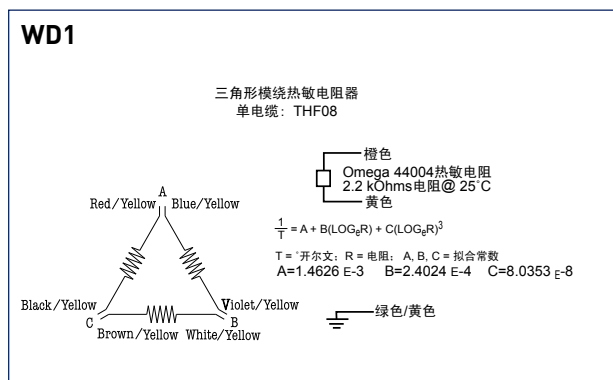 WD1
三角形模绕热敏电阻器
单电缆：THF08
橙色
Omega 44004热敏电阻
2.2 kOhms电阻@ 25°C
黄色
A
Red/Yellow Blue/Yellow
1/T = A + B(LOGeR) + C(LOGeR)³
T = °开尔文；R = 电阻；A, B, C = 拟合常数
A=1.4626 E-3 B=2.4024 E-4 C=8.0353 E-8
Black/Yellow Violet/Yellow
C B
Brown/Yellow White/Yellow
绿色/黄色